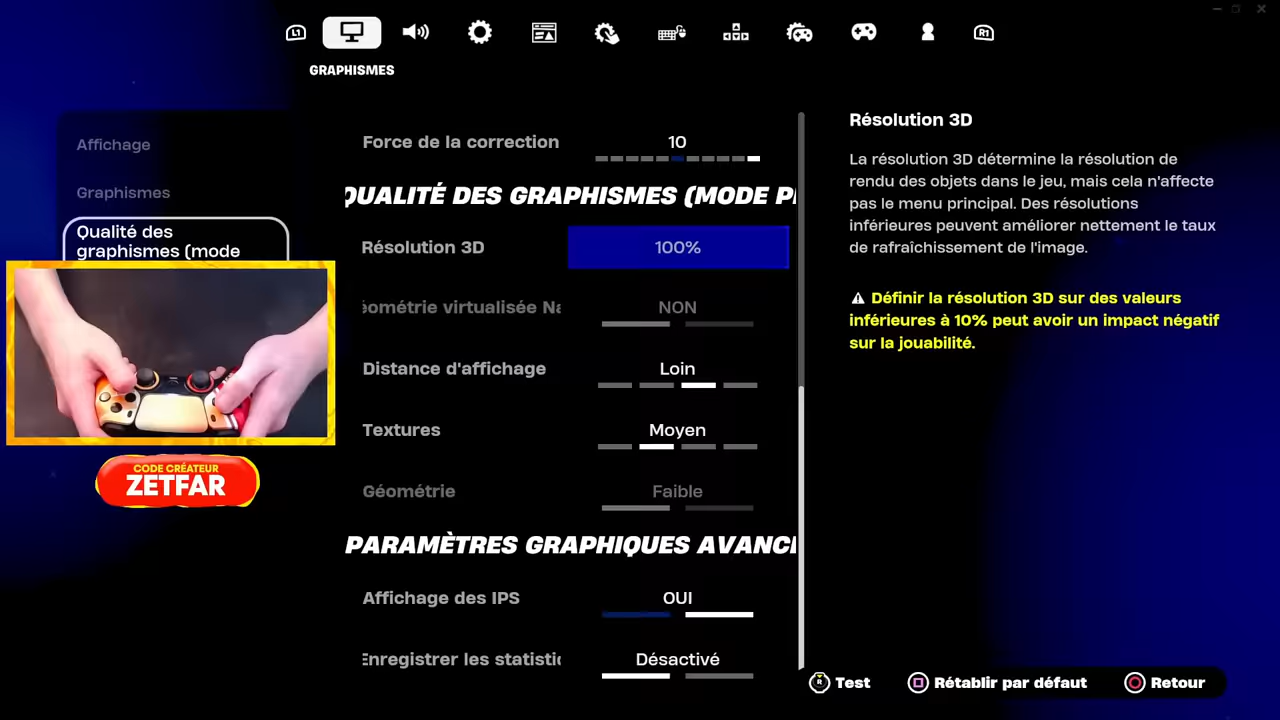 L1
R1
GRAPHISMES
Affichage
Graphismes
Qualité des
graphismes (mode
CODE CRÉATEUR
ZETFAR
Force de la correction 10
QUALITÉ DES GRAPHISMES (MODE P
Résolution 3D 100%
éométrie virtualisée Na NON
Distance d'affichage Loin
Textures Moyen
Géométrie Faible
PARAMÈTRES GRAPHIQUES AVANC
Affichage des IPS OUI
Enregistrer les statistic Désactivé
Résolution 3D
La résolution 3D détermine la résolution de
rendu des objets dans le jeu, mais cela n'affecte
pas le menu principal. Des résolutions
inférieures peuvent améliorer nettement le taux
de rafraîchissement de l'image.
Définir la résolution 3D sur des valeurs
inférieures à 10% peut avoir un impact négatif
sur la jouabilité.
R Test
Rétablir par défaut
Retour